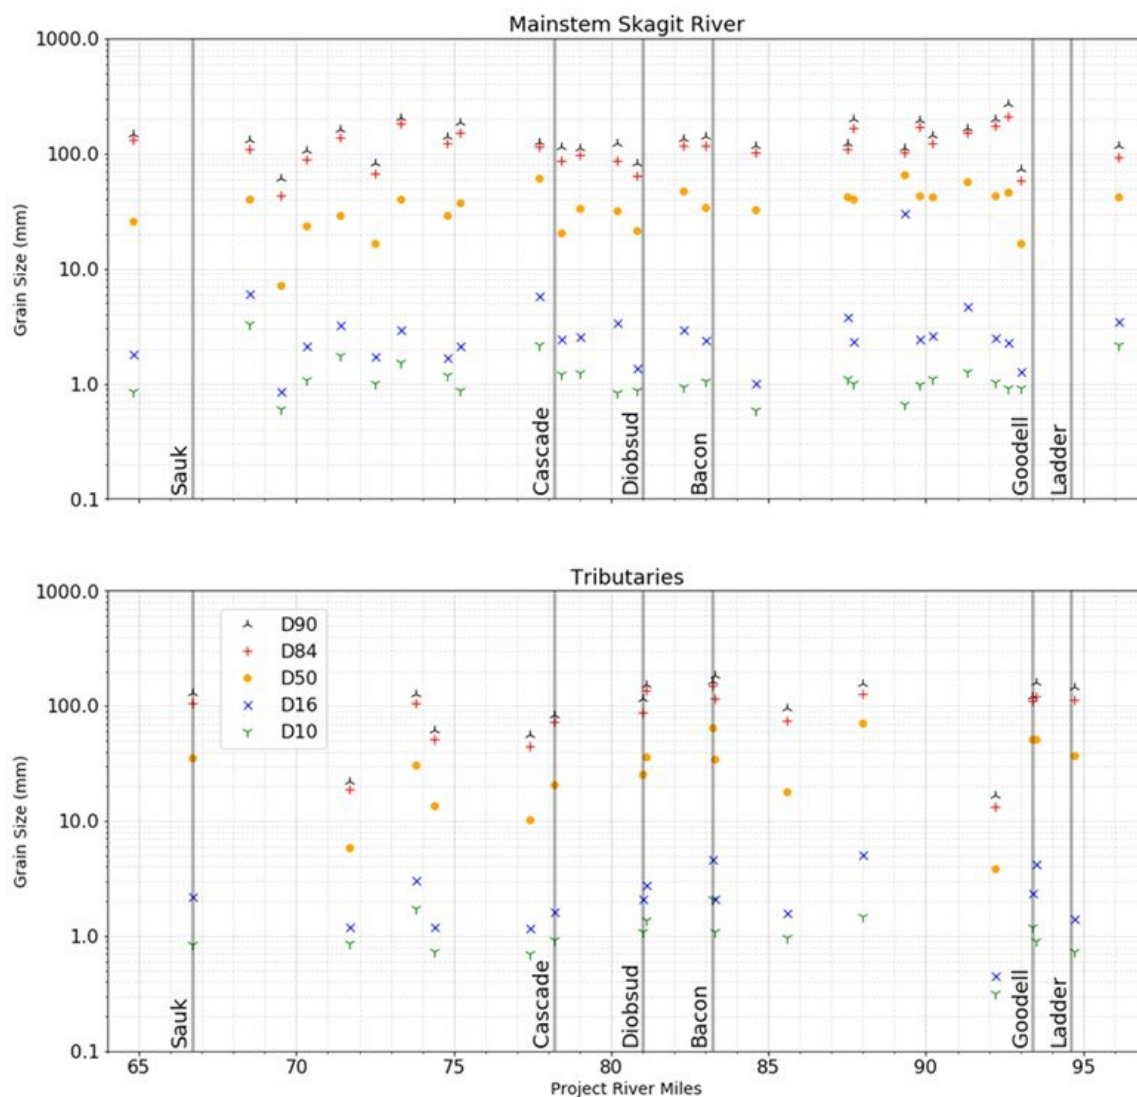 Mainstem Skagit River
1000.0
100.0
10.0
1.0
0.1
Grain Size (mm)
Sauk
Cascade
Diobsud
Bacon
Goodell
Ladder
Tributaries
1000.0
100.0
10.0
1.0
0.1
Grain Size (mm)
D90
D84
D50
D16
D10
Sauk
Cascade
Diobsud
Bacon
Goodell
Ladder
65 70 75 80 85 90 95
Project River Miles